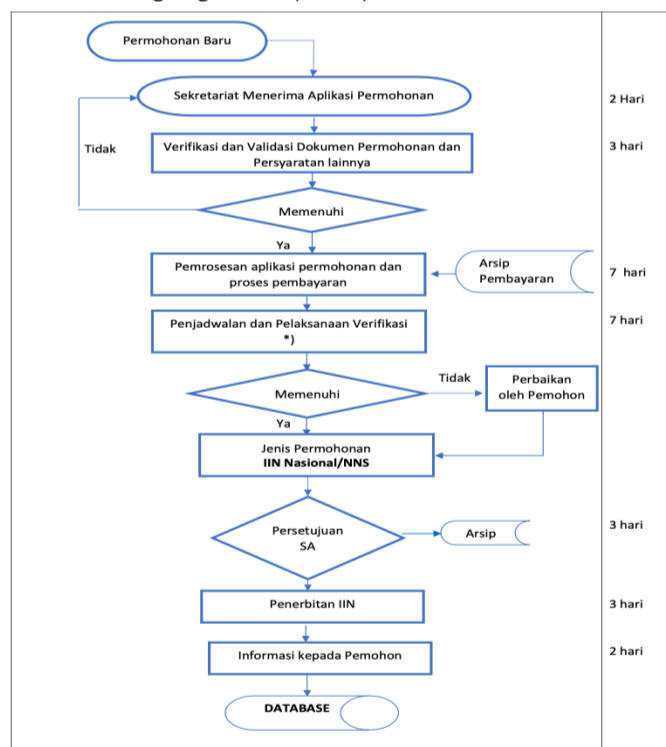 Permohonan Baru
Sekretariat Menerima Aplikasi Permohonan
2 Hari
Tidak
Verifikasi dan Validasi Dokumen Permohonan dan
Persyaratan lainnya
3 hari
Memenuhi
Ya
Pemrosesan aplikasi permohonan dan
proses pembayaran
Arsip
Pembayaran
7 hari
Penjadwalan dan Pelaksanaan Verifikasi
*)
7 hari
Memenuhi
Tidak
Perbaikan
oleh Pemohon
Ya
Jenis Permohonan
IIN Nasional/NNS
Persetujuan
SA
Arsip
3 hari
Penerbitan IIN
3 hari
Informasi kepada Pemohon
2 hari
DATABASE